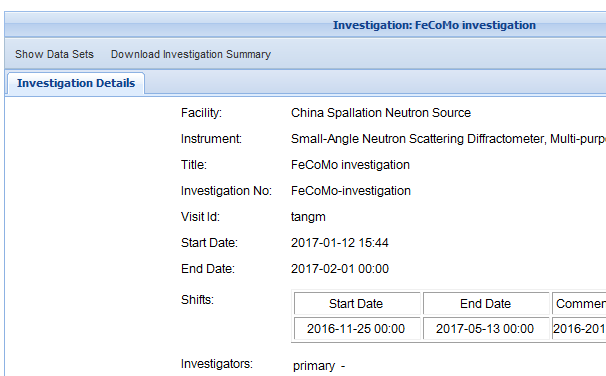 Investigation: FeCoMo investigation
Show Data Sets Download Investigation Summary
Investigation Details
Facility: China Spallation Neutron Source
Instrument: Small-Angle Neutron Scattering Diffractometer, Multi-purp
Title: FeCoMo investigation
Investigation No: FeCoMo-investigation
Visit Id: tangm
Start Date: 2017-01-12 15:44
End Date: 2017-02-01 00:00
Shifts: Start Date End Date Commen
2016-11-25 00:00 2017-05-13 00:00 2016-201
Investigators: primary -